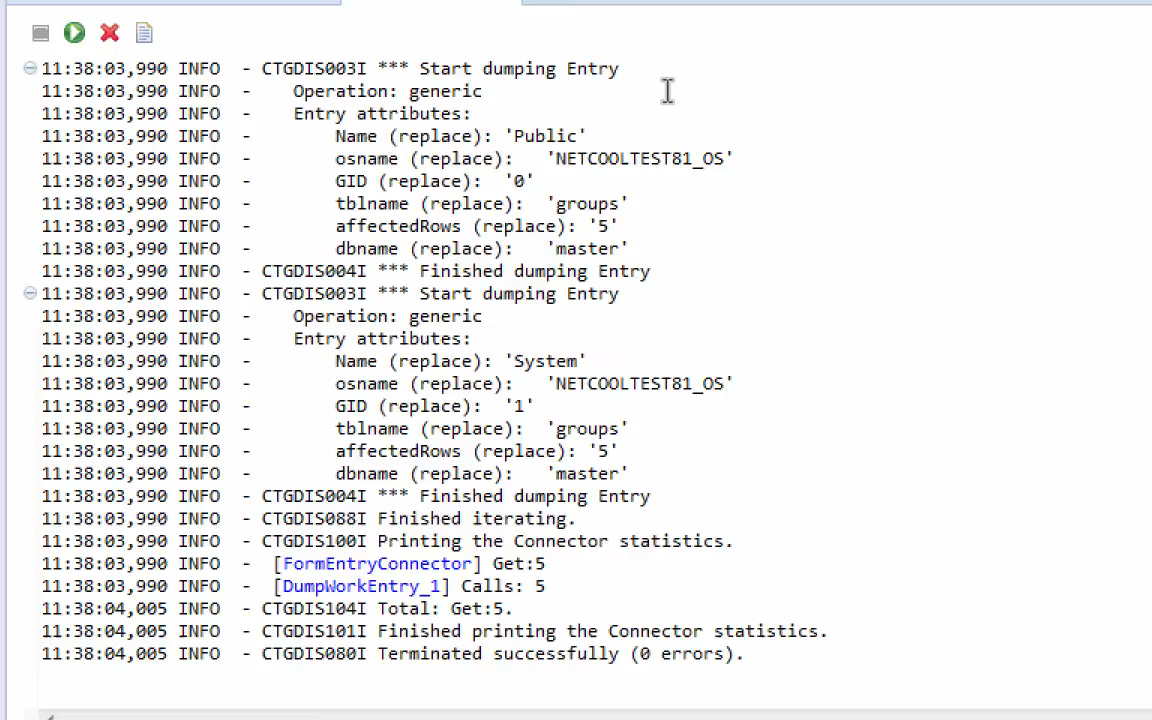 11:38:03,990 INFO  - CTGDIS003I *** Start dumping Entry
11:38:03,990 INFO  -    Operation: generic
11:38:03,990 INFO  -    Entry attributes:
11:38:03,990 INFO  -        Name (replace): 'Public'
11:38:03,990 INFO  -        osname (replace):   'NETCOOLTEST81_OS'
11:38:03,990 INFO  -        GID (replace):  '0'
11:38:03,990 INFO  -        tblname (replace):  'groups'
11:38:03,990 INFO  -        affectedRows (replace): '5'
11:38:03,990 INFO  -        dbname (replace):   'master'
11:38:03,990 INFO  - CTGDIS004I *** Finished dumping Entry
11:38:03,990 INFO  - CTGDIS003I *** Start dumping Entry
11:38:03,990 INFO  -    Operation: generic
11:38:03,990 INFO  -    Entry attributes:
11:38:03,990 INFO  -        Name (replace): 'System'
11:38:03,990 INFO  -        osname (replace):   'NETCOOLTEST81_OS'
11:38:03,990 INFO  -        GID (replace):  '1'
11:38:03,990 INFO  -        tblname (replace):  'groups'
11:38:03,990 INFO  -        affectedRows (replace): '5'
11:38:03,990 INFO  -        dbname (replace):   'master'
11:38:03,990 INFO  - CTGDIS004I *** Finished dumping Entry
11:38:03,990 INFO  - CTGDIS088I Finished iterating.
11:38:03,990 INFO  - CTGDIS100I Printing the Connector statistics.
11:38:03,990 INFO  -  [FormEntryConnector] Get:5
11:38:03,990 INFO  -  [DumpWorkEntry_1] Calls: 5
11:38:04,005 INFO  - CTGDIS104I Total: Get:5.
11:38:04,005 INFO  - CTGDIS101I Finished printing the Connector statistics.
11:38:04,005 INFO  - CTGDIS080I Terminated successfully (0 errors).